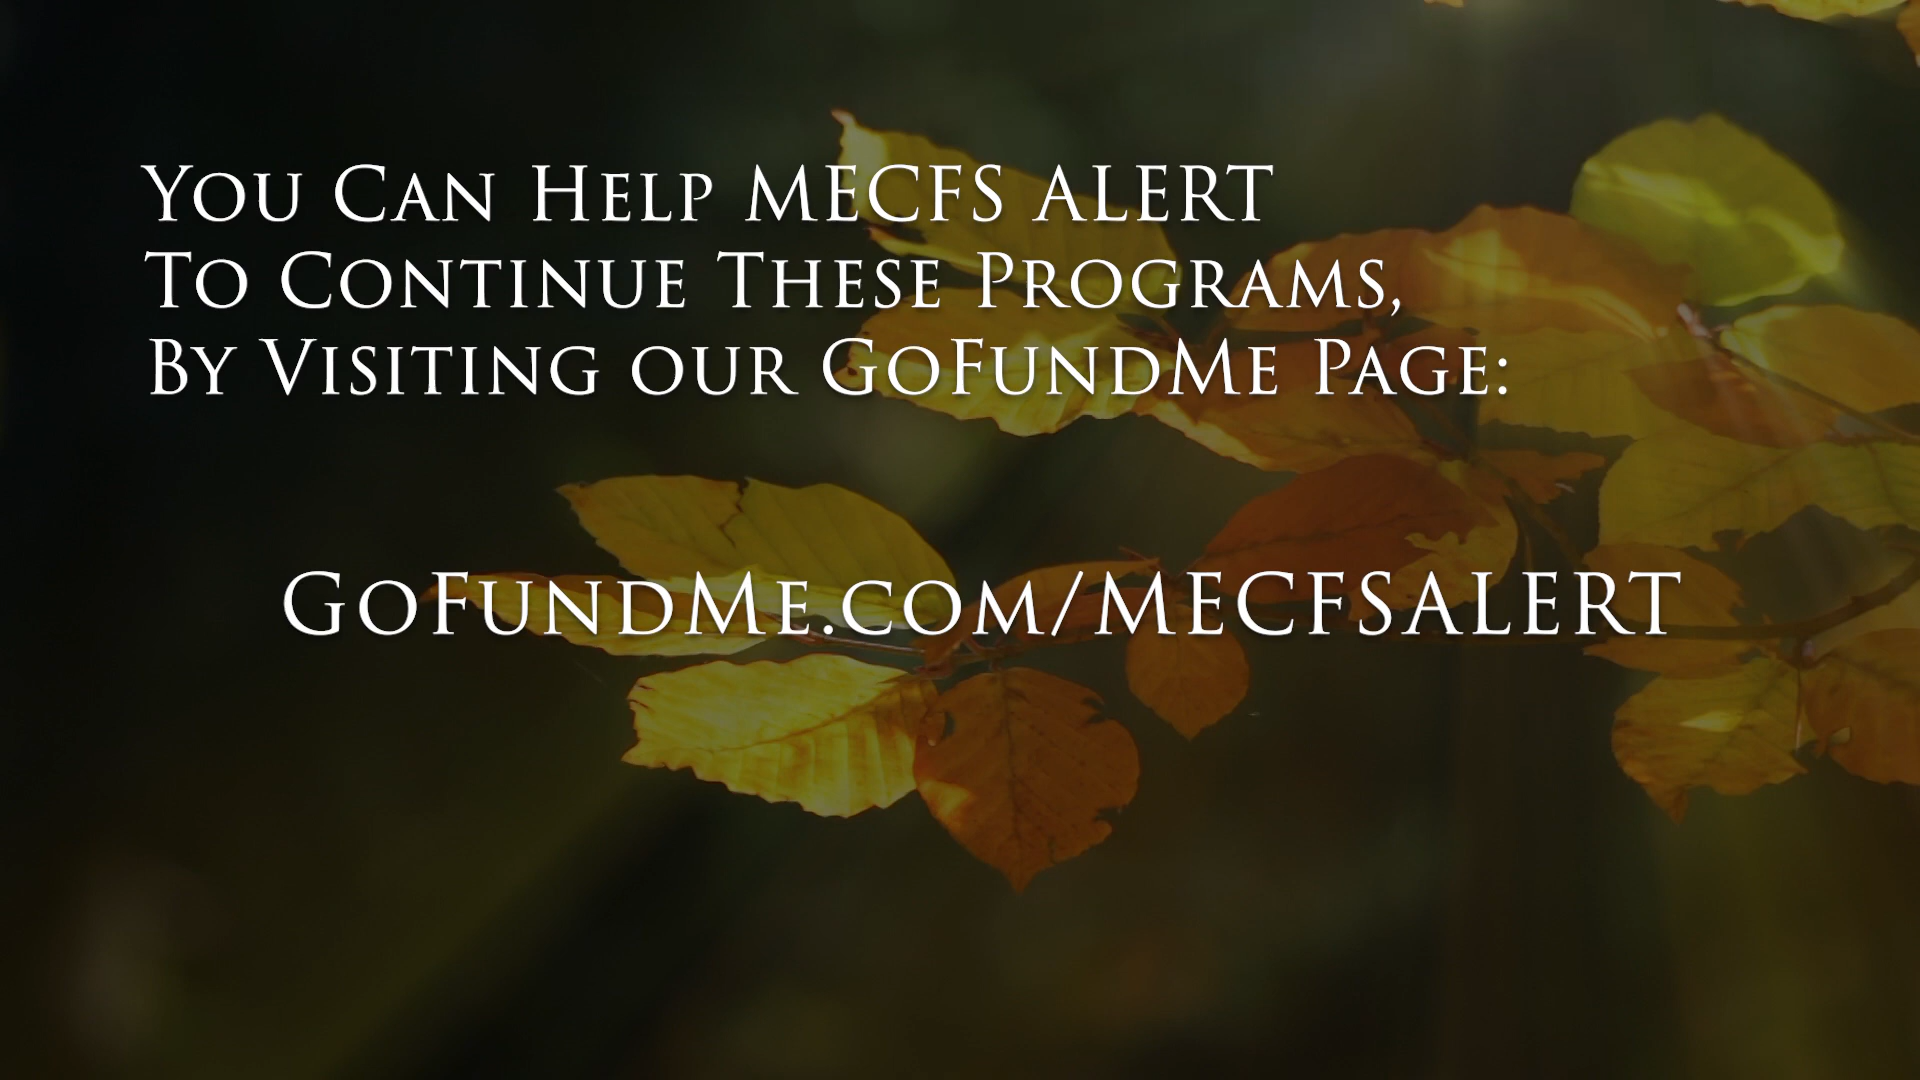 You Can Help MECFS ALERT
To Continue These Programs,
By Visiting our GoFundMe Page:
GoFundMe.com/MECFSALERT